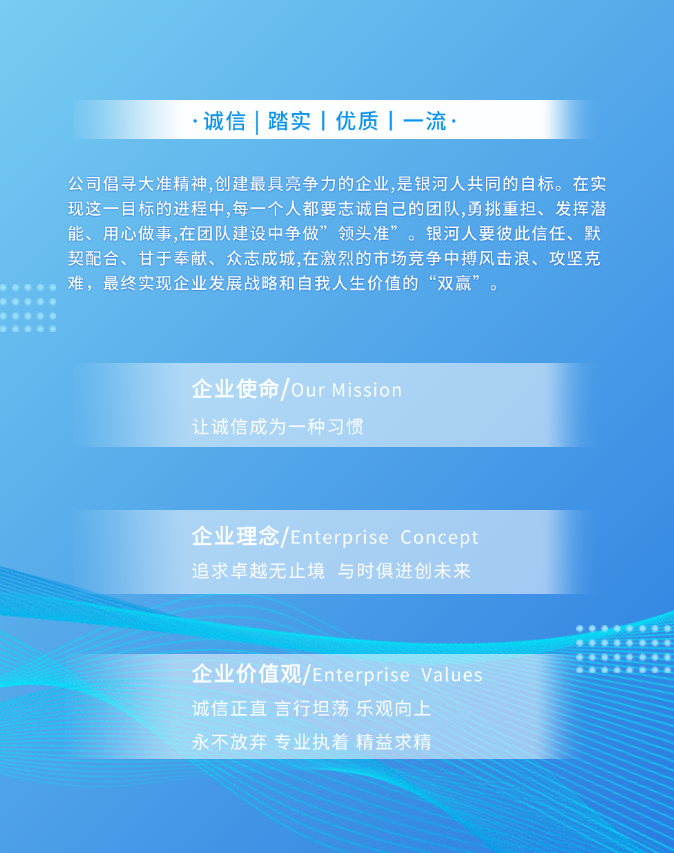 ·诚信|踏实丨优质丨一流·
公司倡寻大准精神,创建最具亮争力的企业,是银河人共同的自标。在实
现这一目标的进程中,每一个人都要志诚自己的团队,勇挑重担、发挥潜
能、用心做事,在团队建设中争做”领头准”。银河人要彼此信任、默
契配合、甘于奉献、众志成城,在激烈的市场竞争中搏风击浪、攻坚克
难，最终实现企业发展战略和自我人生价值的“双赢”。
企业使命/Our Mission
让诚信成为一种习惯
企业理念/Enterprise Concept
追求卓越无止境 与时俱进创未来
企业价值观/Enterprise Values
诚信正直 言行坦荡 乐观向上
永不放弃 专业执着 精益求精